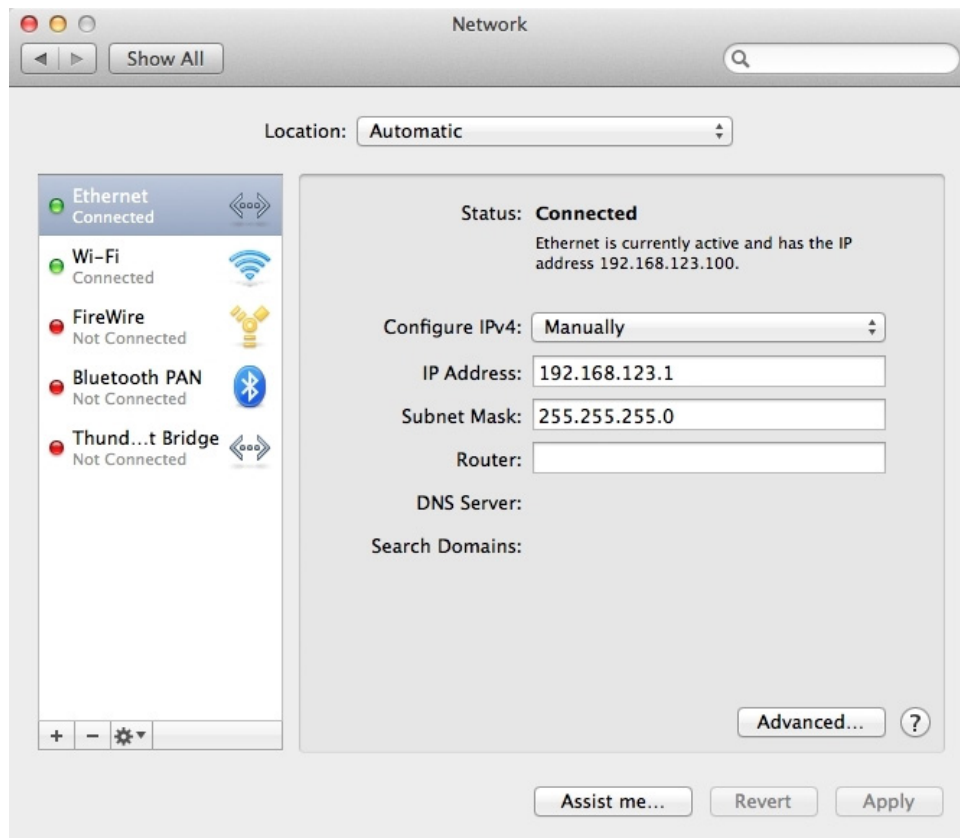 Network
Show All
Location: Automatic
Ethernet
Connected
Wi-Fi
Connected
FireWire
Not Connected
Bluetooth PAN
Not Connected
Thund...t Bridge
Not Connected
Status: Connected
Ethernet is currently active and has the IP
address 192.168.123.100.
Configure IPv4: Manually
IP Address: 192.168.123.1
Subnet Mask: 255.255.255.0
Router:
DNS Server:
Search Domains:
Advanced... ?
Assist me... Revert Apply